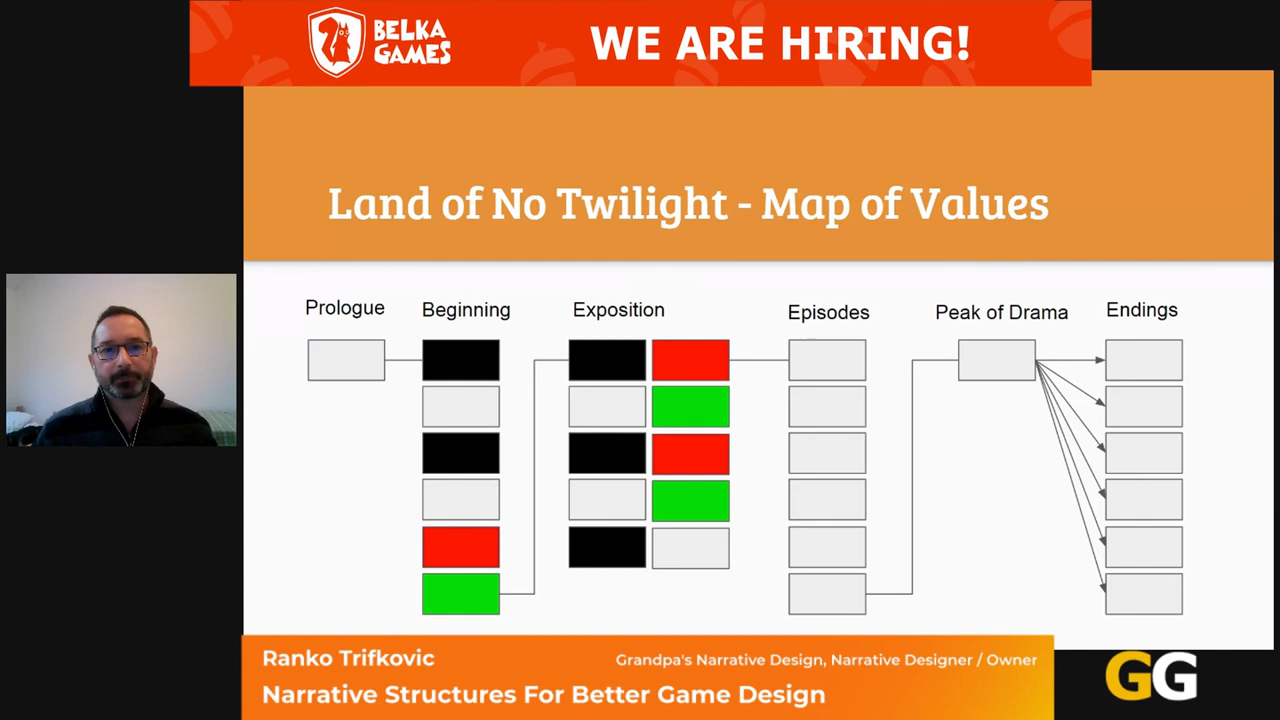 BELKA
GAMES
WE ARE HIRING!
Land of No Twilight - Map of Values
Prologue
Beginning
Exposition
Episodes
Peak of Drama
Endings
Ranko Trifkovic
Grandpa's Narrative Design, Narrative Designer / Owner
Narrative Structures For Better Game Design
GG